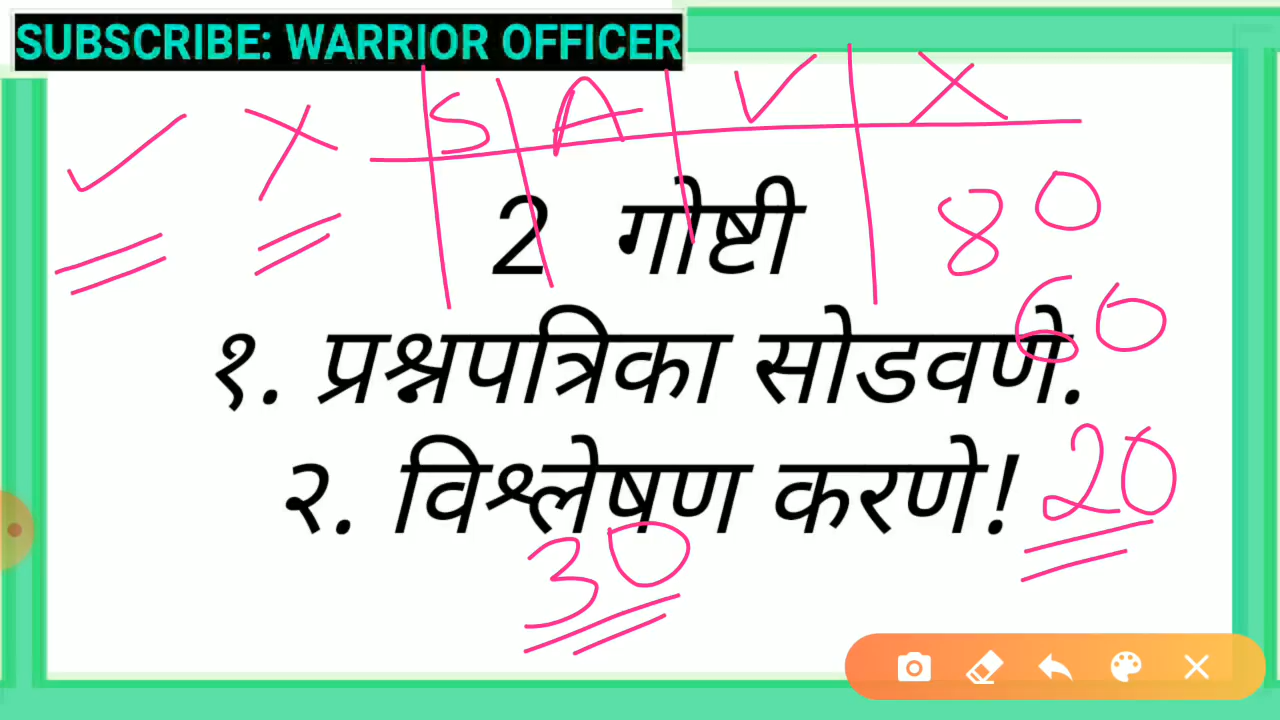 SUBSCRIBE: WARRIOR OFFICER
✓ X S A ✓ X
2 गोष्टी 80
60
१. प्रश्नपत्रिका सोडवणे.
२. विश्लेषण करणे! 20
30